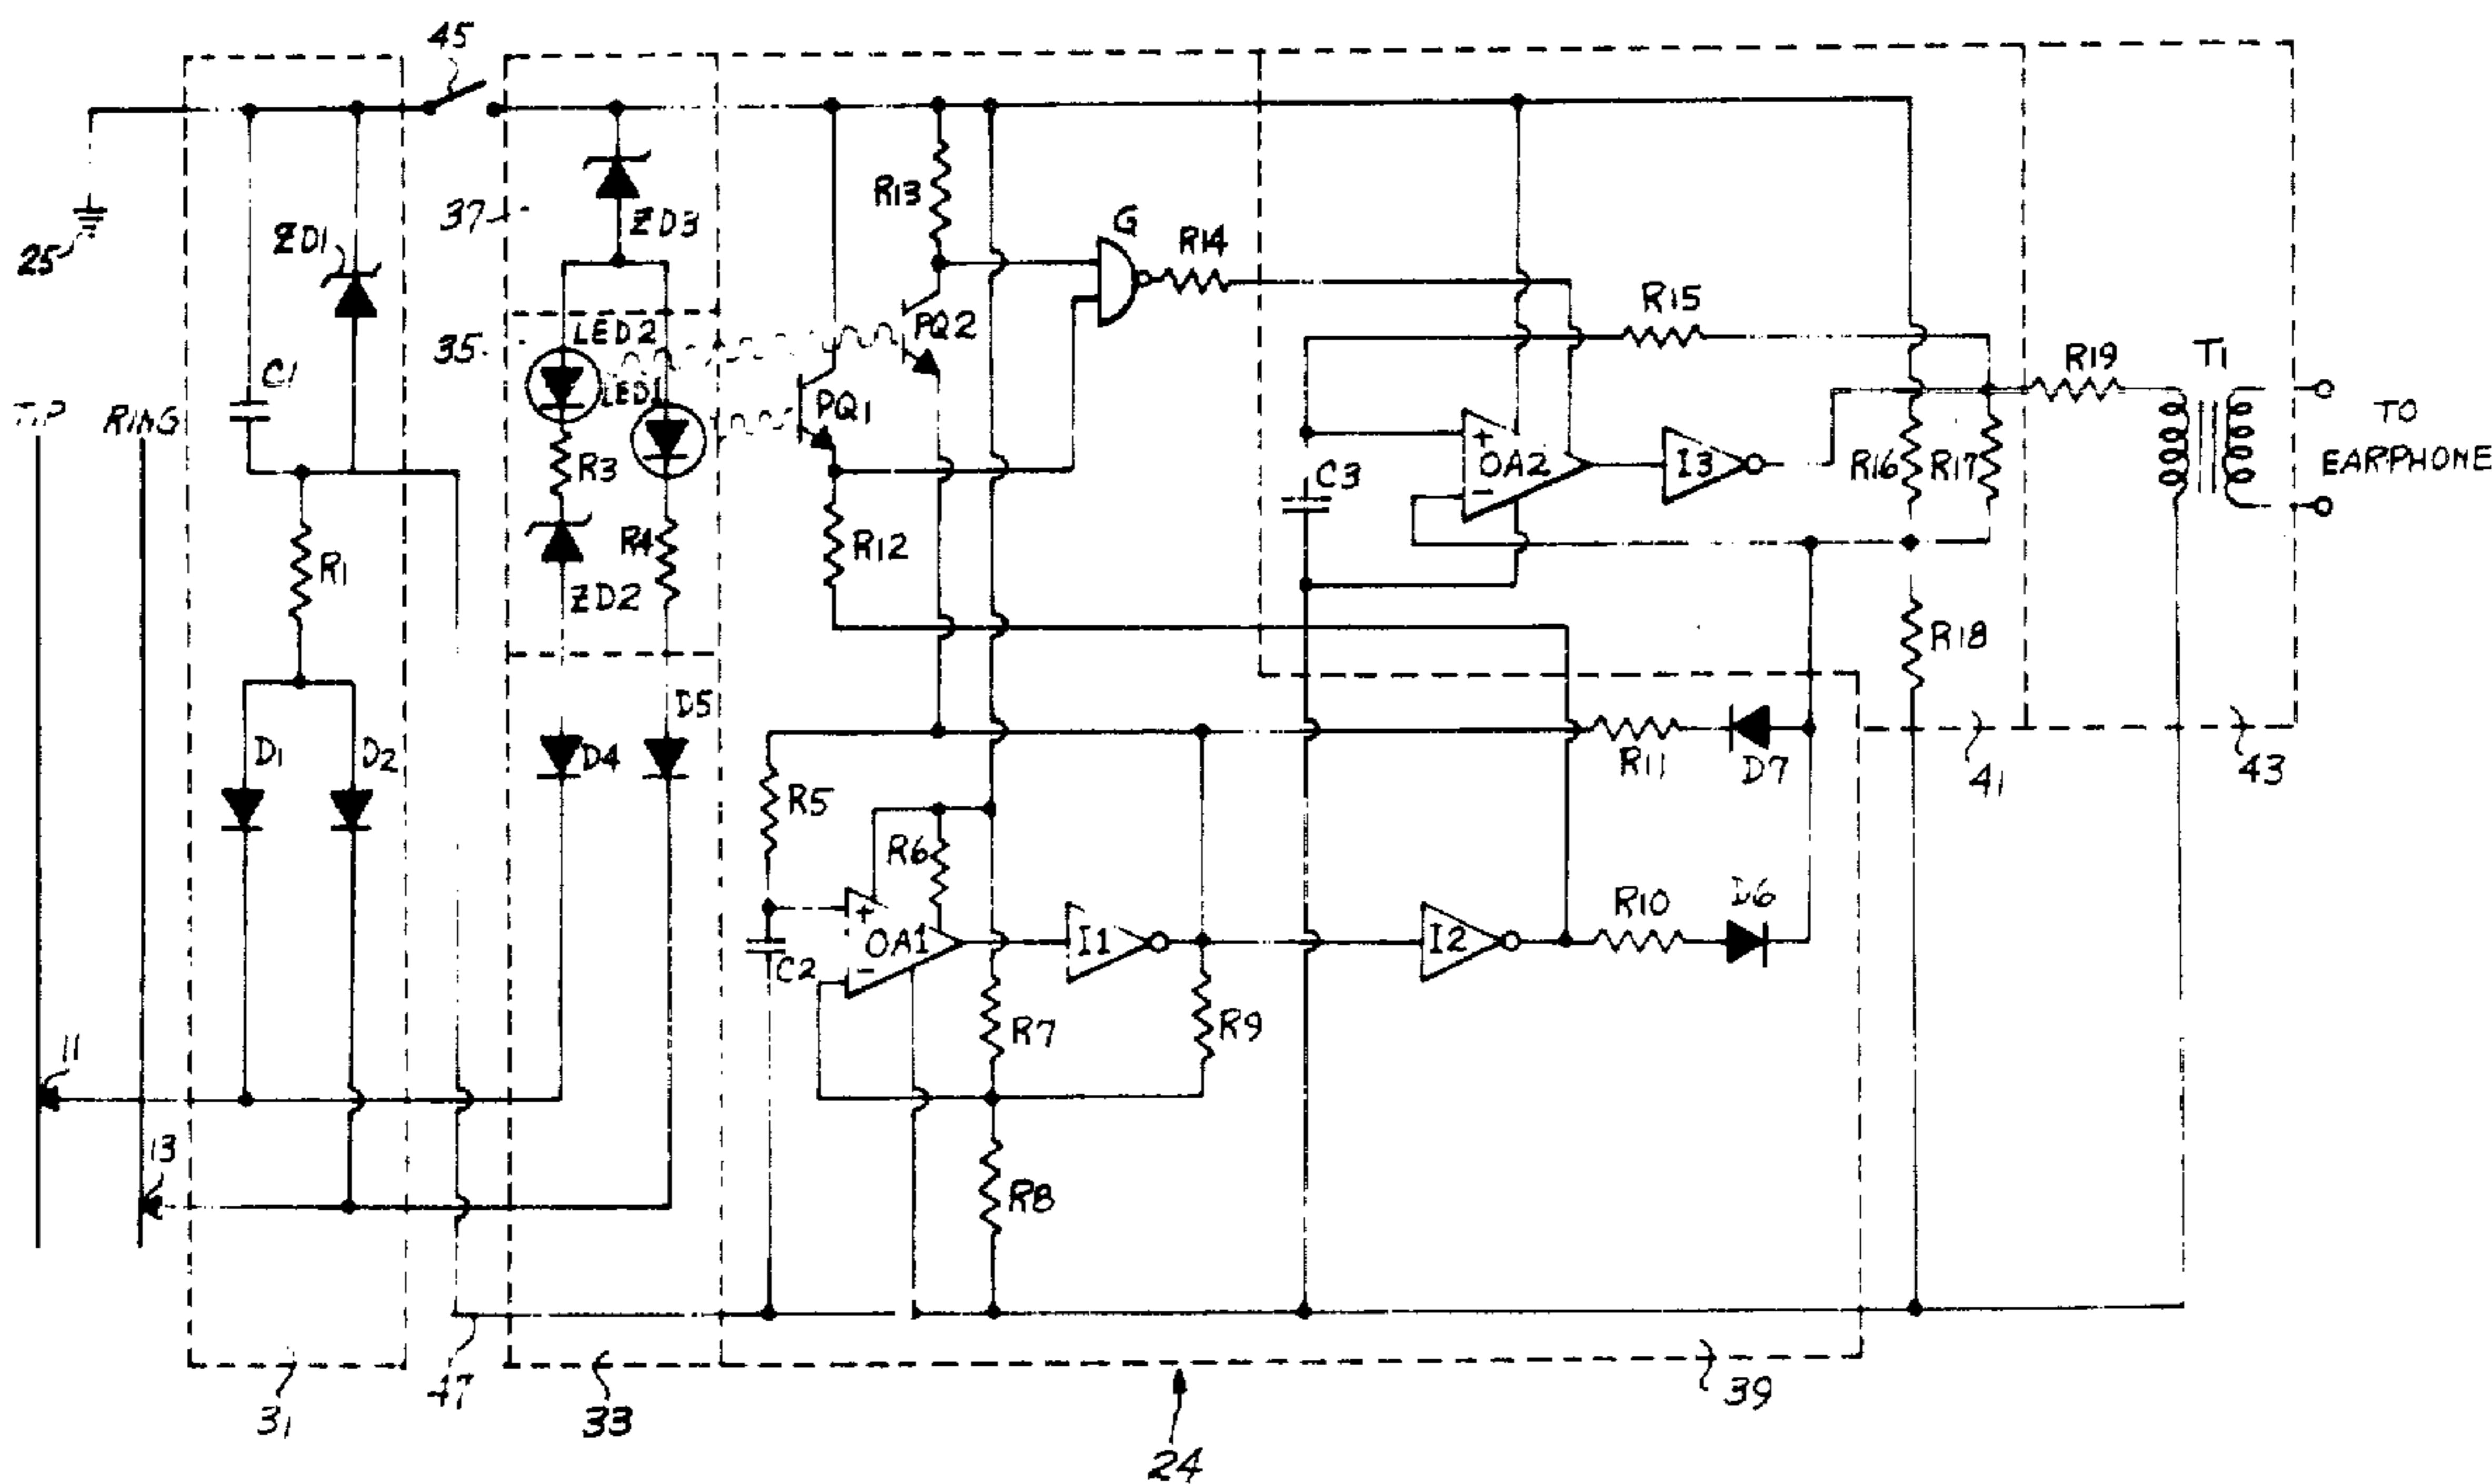 45
25
ZD1
C1
TIP
RING
R1
D1
D2
11
13
31
47
37
ZD3
35
LED2
LED1
R3
R4
ZD2
D4
D5
33
R13
PQ2
PQ1
G
R14
R12
R5
R6
+
OA1
-
C2
R7
R8
I1
R9
I2
R10
D6
R11
D7
R15
C3
+
OA2
-
I3
R16
R17
R18
R19
T1
TO
EARPHONE
41
43
39
24